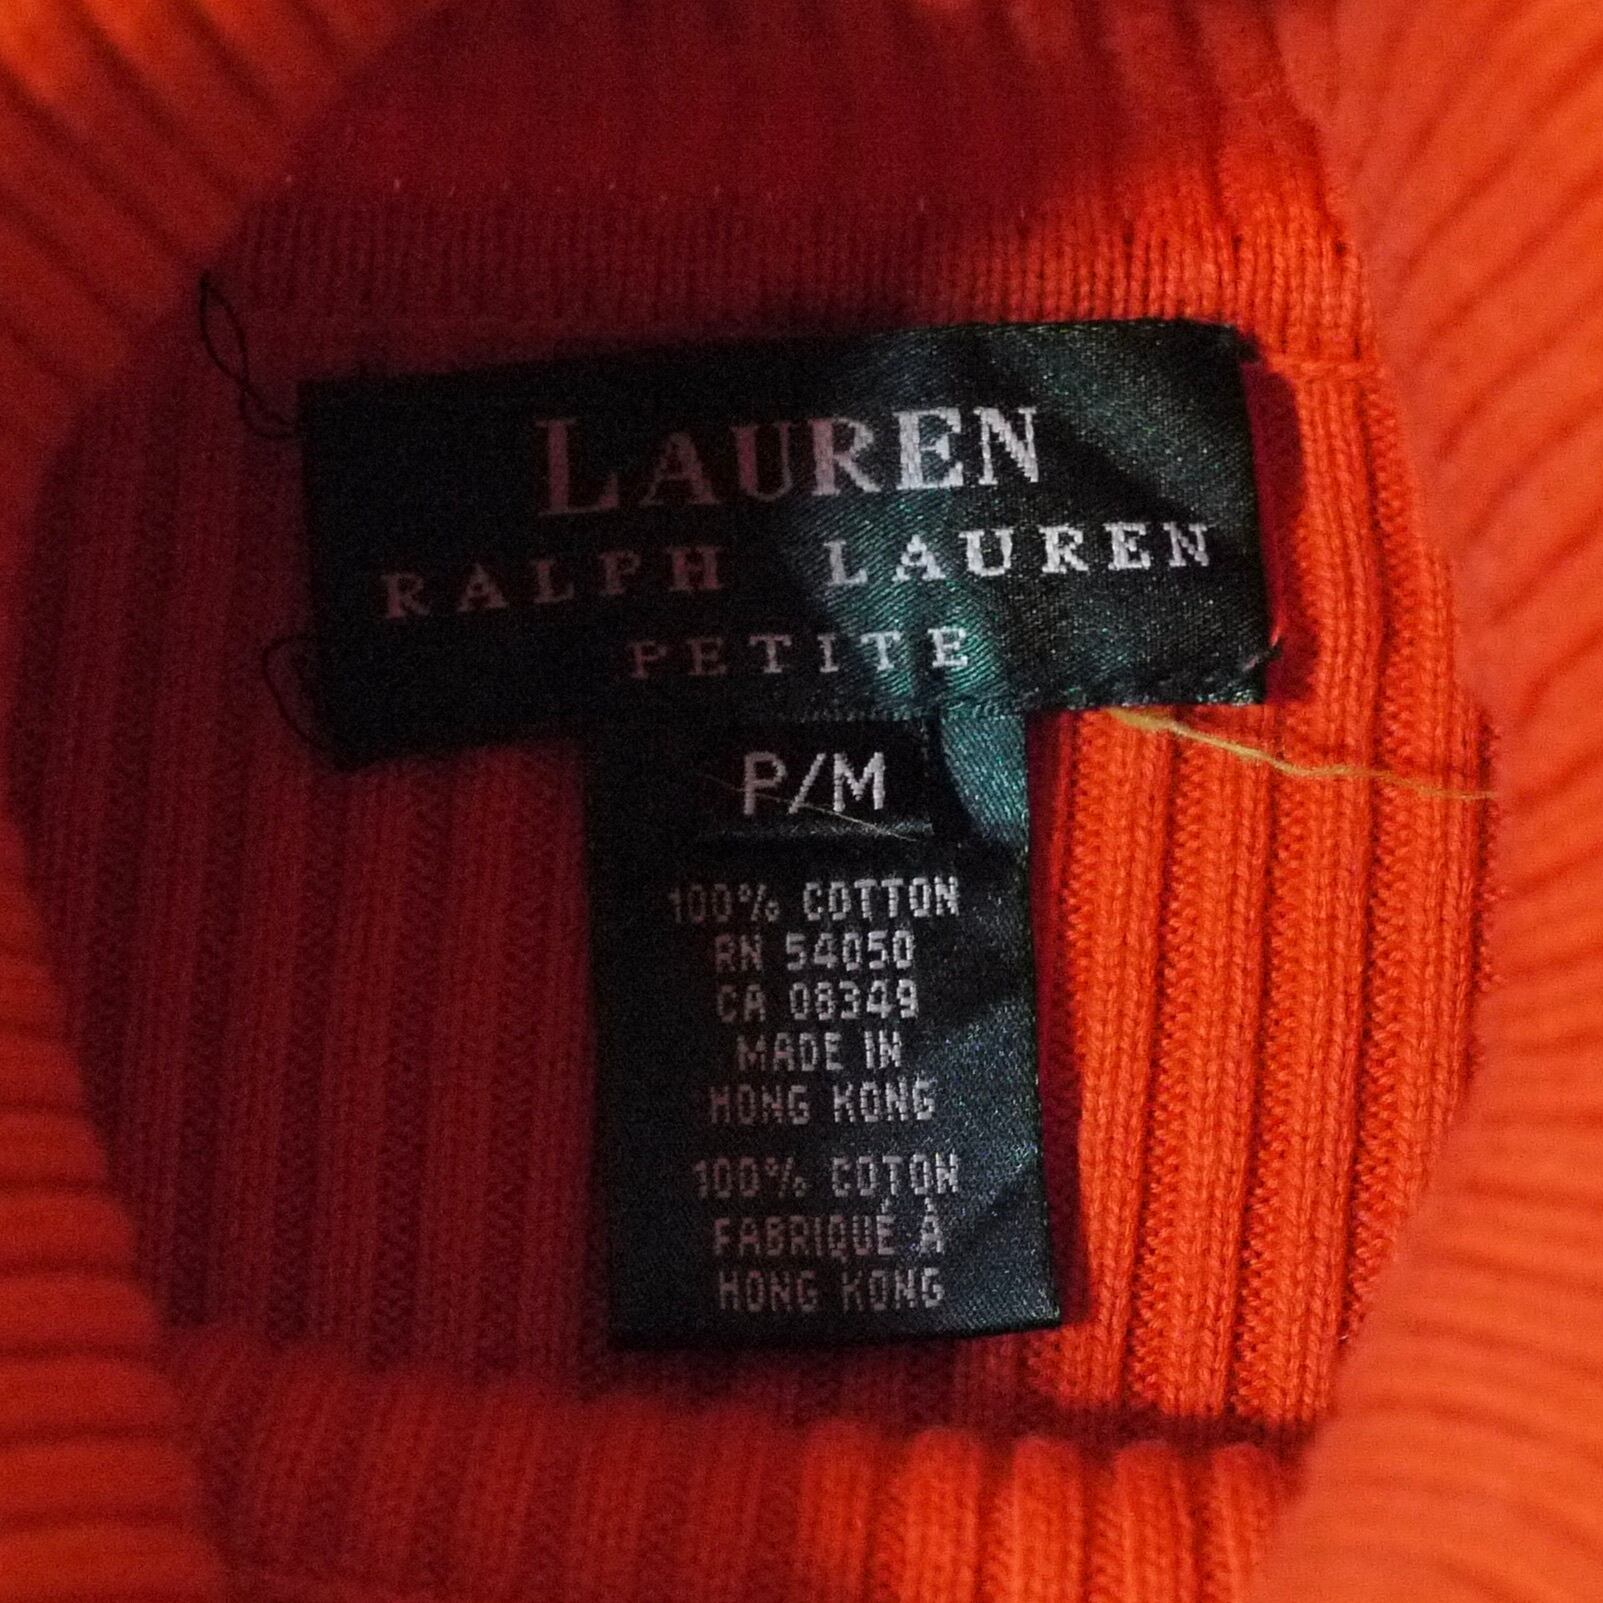 LAUREN
RALPH LAUREN
PETITE
P/M
100% COTTON
RN 54050
CA 08349
MADE IN
HONG KONG
100% COTON
FABRIQUÉ À
HONG KONG